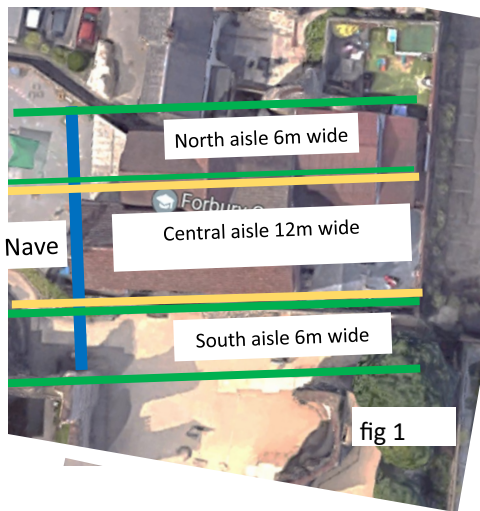 North aisle 6m wide
Forbury
Central aisle 12m wide
Nave
South aisle 6m wide
fig 1